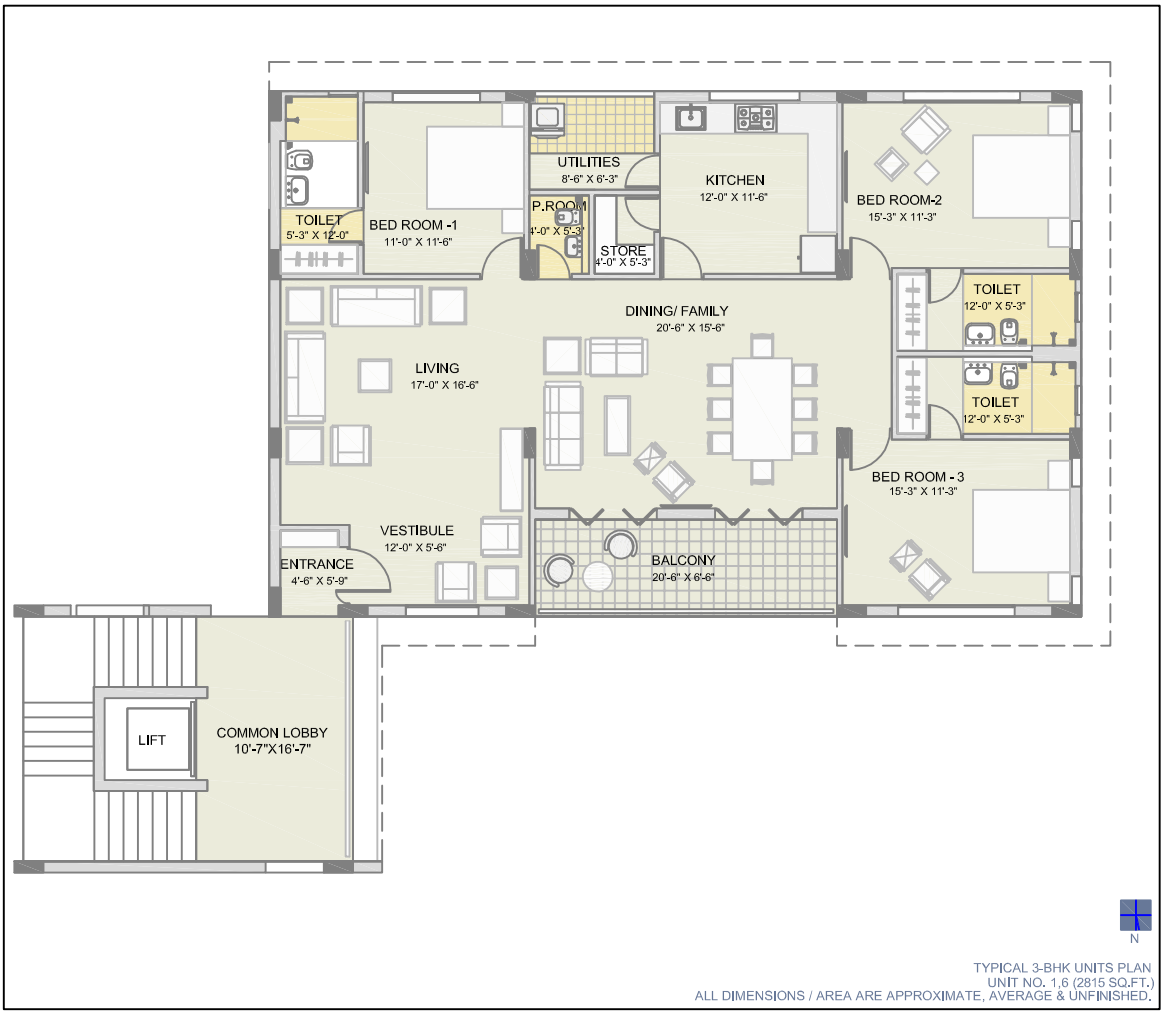 UTILITIES
8'-6" X 6'-3"
KITCHEN
12'-0" X 11'-6"
BED ROOM-2
15'-3" X 11'-3"
P.ROOM
4'-0" X 5'-3"
TOILET
5'-3" X 12'-0"
BED ROOM -1
11'-0" X 11'-6"
STORE
4'-0" X 5'-3"
TOILET
12'-0" X 5'-3"
DINING/ FAMILY
20'-6" X 15'-6"
LIVING
17'-0" X 16'-6"
TOILET
12'-0" X 5'-3"
BED ROOM - 3
15'-3" X 11'-3"
VESTIBULE
12'-0" X 5'-6"
ENTRANCE
4'-6" X 5'-9"
BALCONY
20'-6" X 6'-6"
LIFT
COMMON LOBBY
10'-7"X16'-7"
N
TYPICAL 3-BHK UNITS PLAN
UNIT NO. 1,6 (2815 SQ.FT.)
ALL DIMENSIONS / AREA ARE APPROXIMATE, AVERAGE & UNFINISHED.